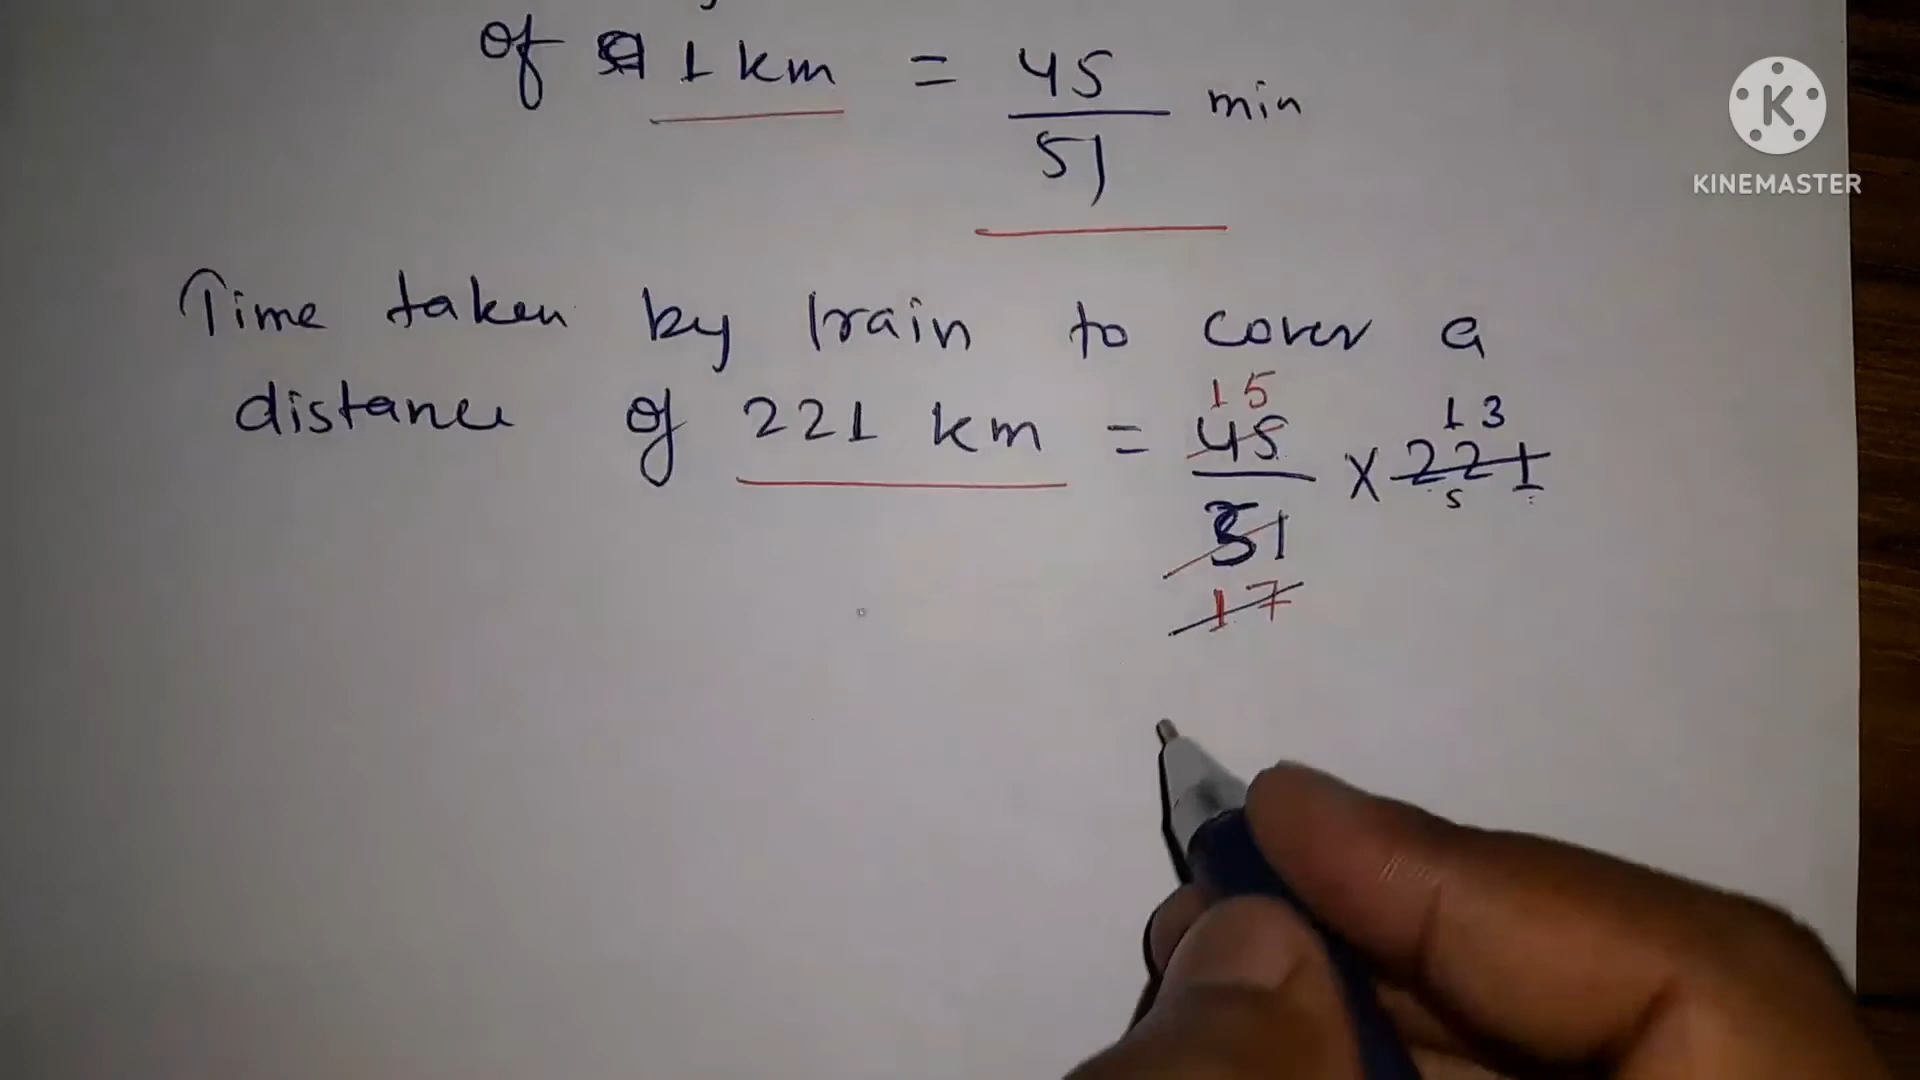 of 1 km = 45/51 min
K
KINEMASTER
Time taken by train to cover a
15 13
distance of 221 km = 45/51 X 221
5
17